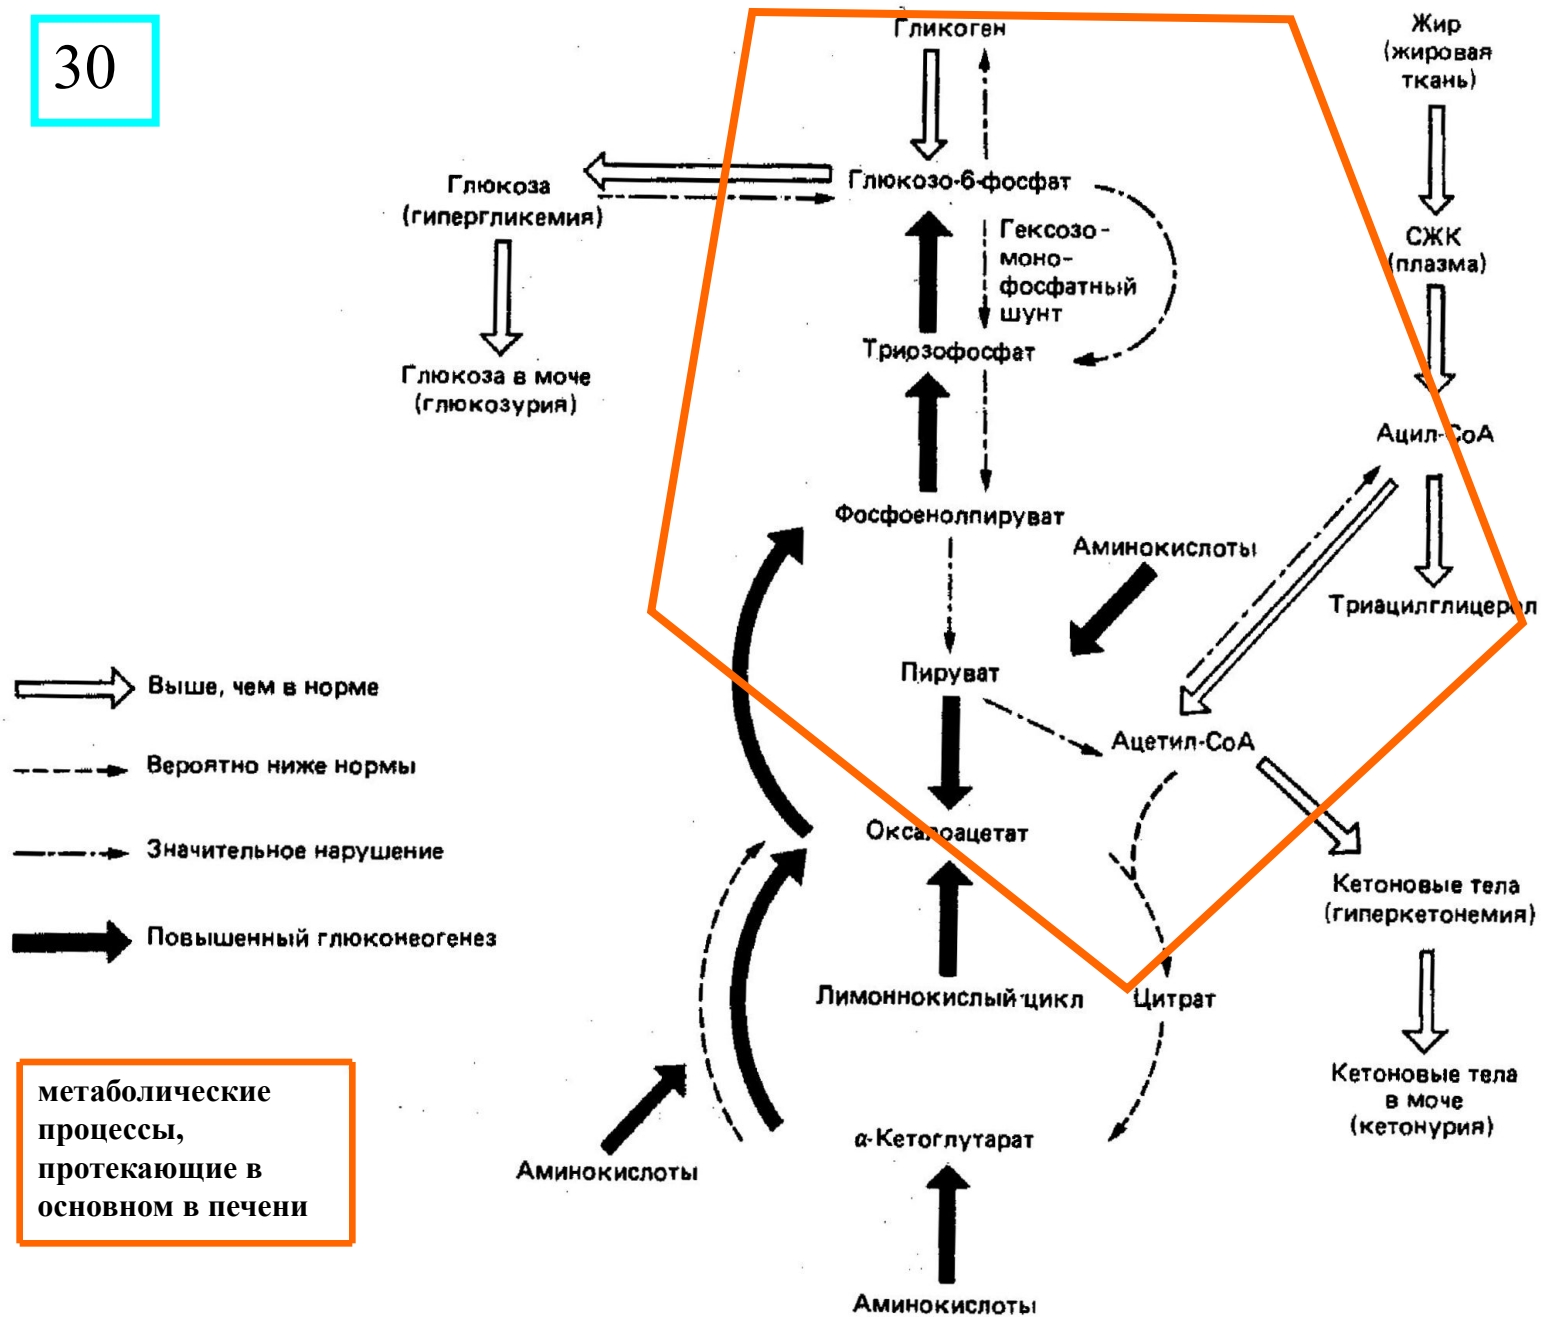 30
Гликоген
Жир
(жировая
ткань)
Глюкоза
(гипергликемия)
Глюкозо-6-фосфат
Гексозо-
моно-
фосфатный
шунт
СЖК
(плазма)
Триозофосфат
Глюкоза в моче
(глюкозурия)
Ацил-СоА
Фосфоенолпируват
Аминокислоты
Триацилглицерол
Пируват
Выше, чем в норме
Ацетил-СоА
Вероятно ниже нормы
Оксалоацетат
Значительное нарушение
Кетоновые тела
(гиперкетонемия)
Повышенный глюконеогенез
Лимоннокислый цикл
Цитрат
Кетоновые тела
в моче
(кетонурия)
метаболические
процессы,
протекающие в
основном в печени
α-Кетоглутарат
Аминокислоты
Аминокислоты